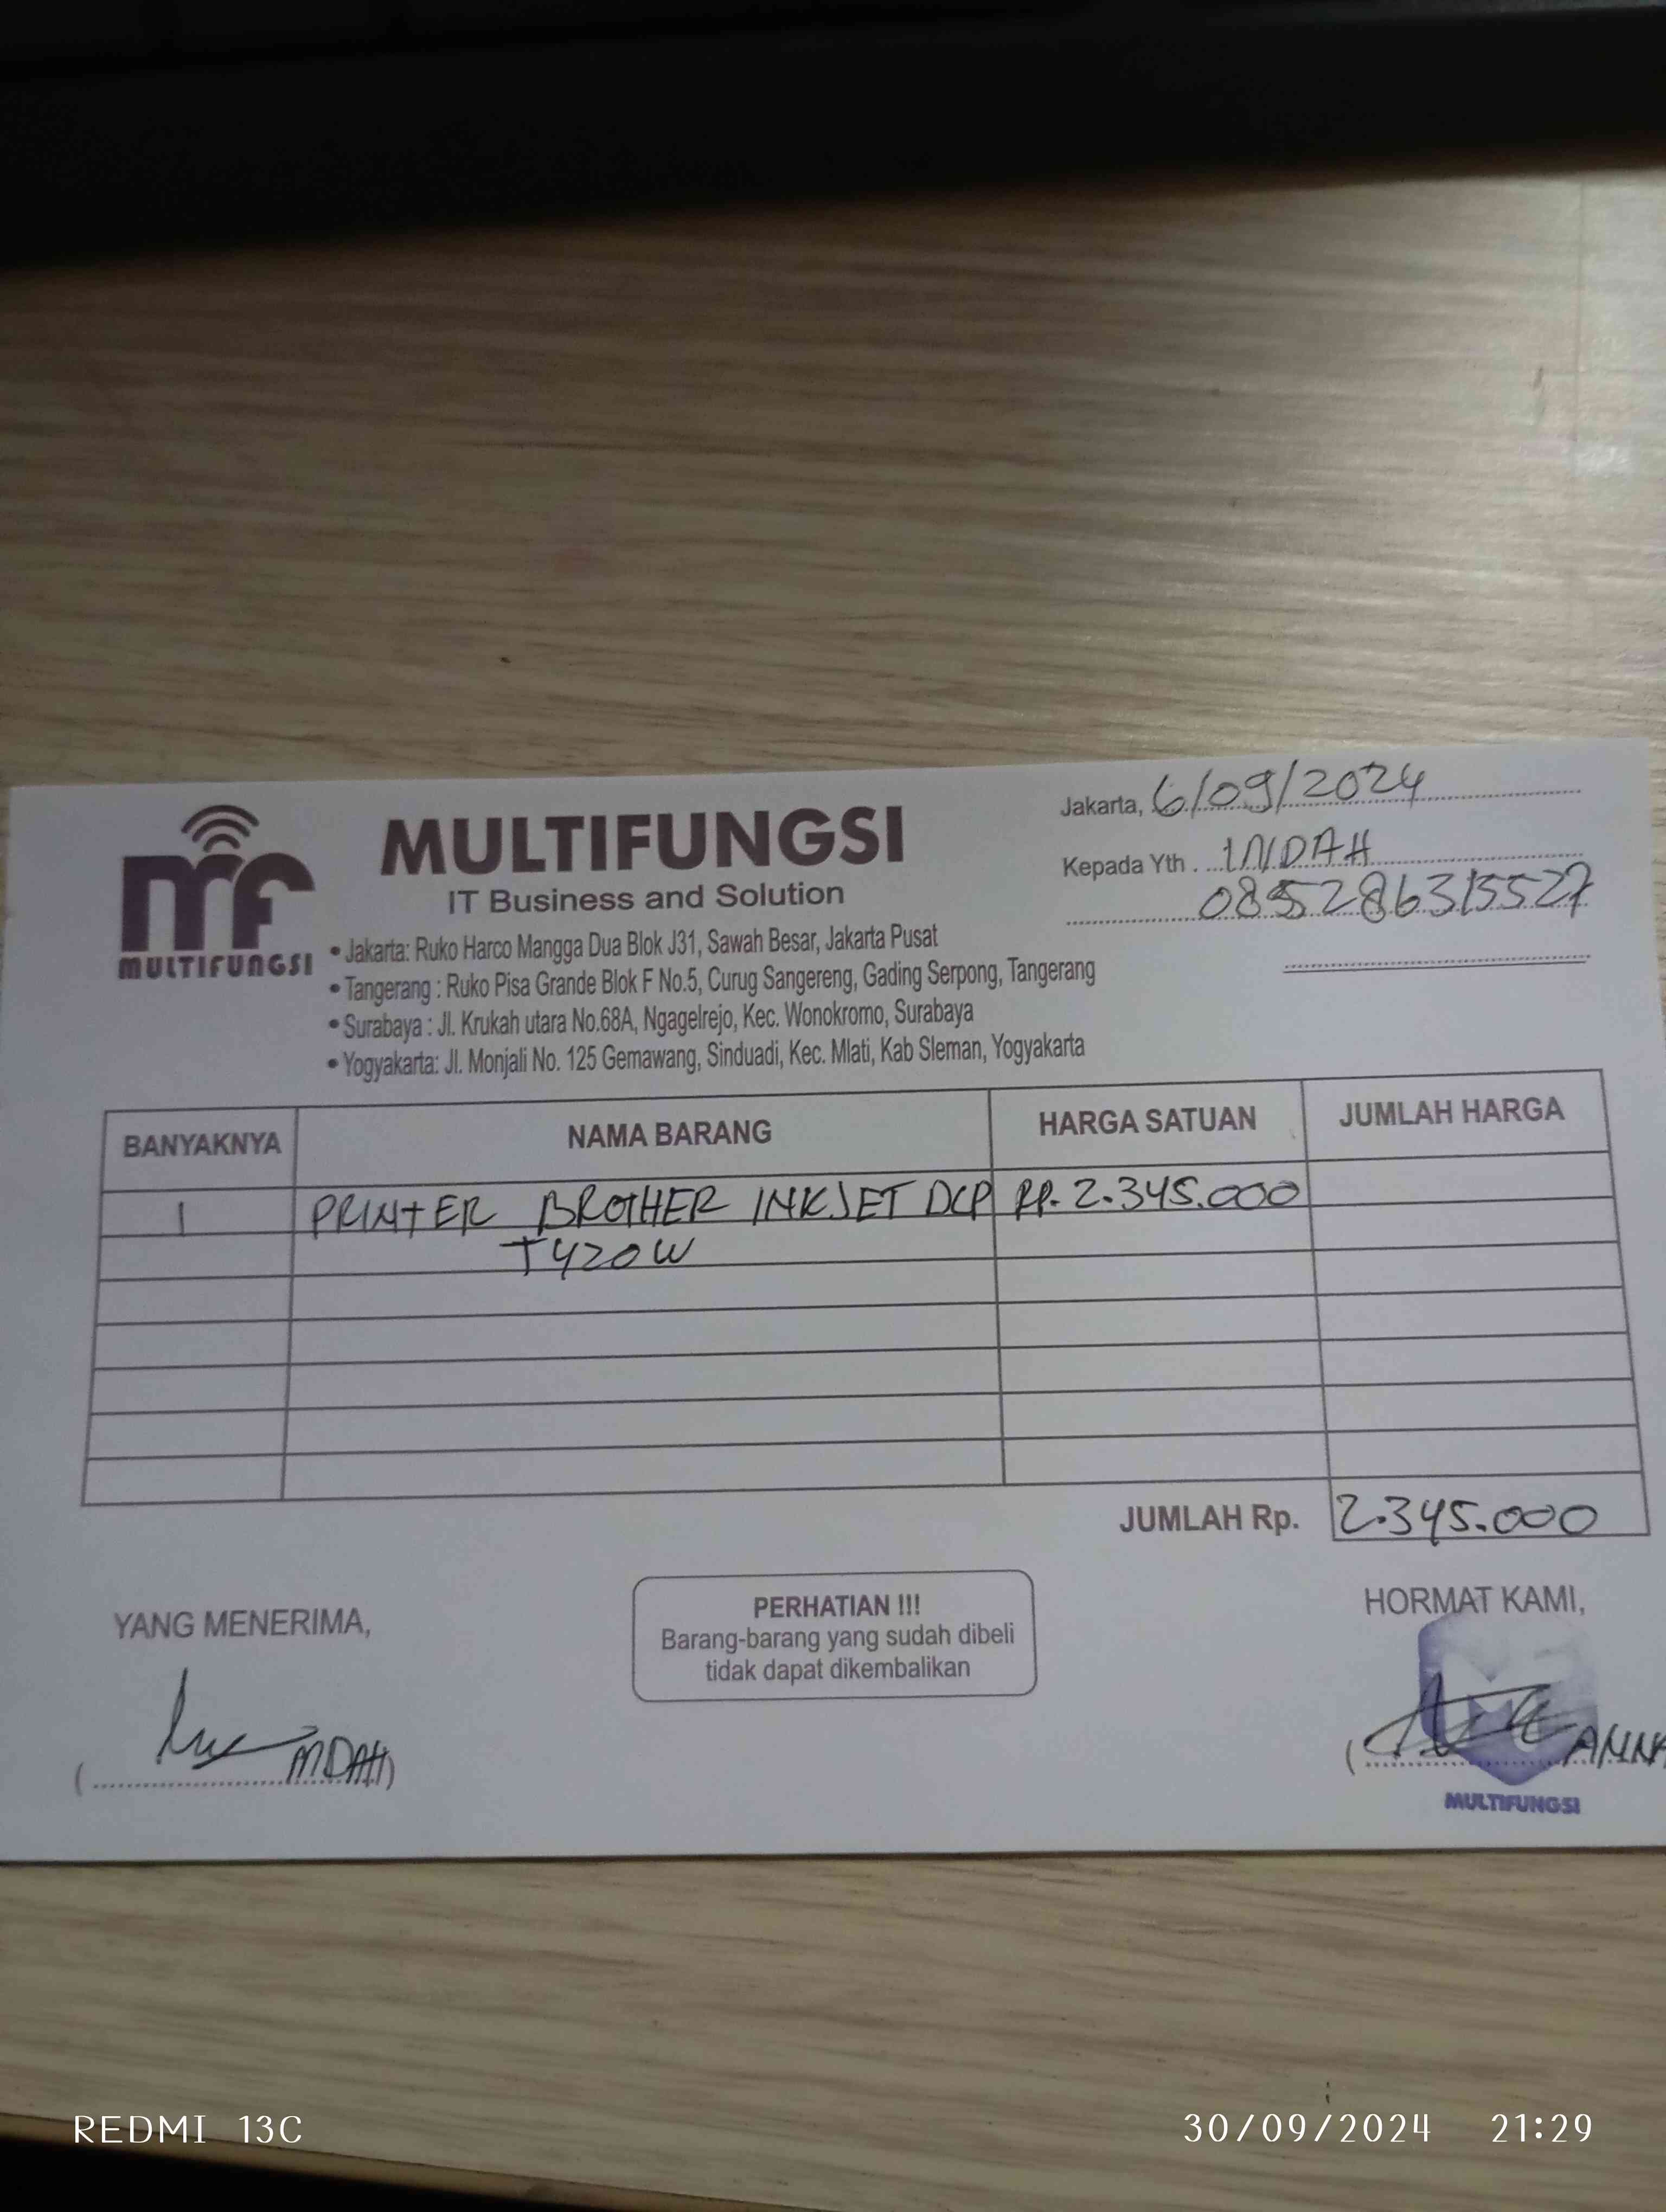 MULTIFUNGSI
MULTIFUNGSI
IT Business and Solution
• Jakarta: Ruko Harco Mangga Dua Blok J31, Sawah Besar, Jakarta Pusat
• Tangerang : Ruko Pisa Grande Blok F No.5, Curug Sangereng, Gading Serpong, Tangerang
• Surabaya : Jl. Krukah utara No.68A, Ngagelrejo, Kec. Wonokromo, Surabaya
• Yogyakarta: Jl. Monjali No. 125 Gemawang, Sinduadi, Kec. Mlati, Kab Sleman, Yogyakarta
Jakarta, 6/09/2024
Kepada Yth . INDAH
085286315527
BANYAKNYA NAMA BARANG HARGA SATUAN JUMLAH HARGA
1 PRINTER BROTHER INKJET DCP RP. 2.345.000
T420W
JUMLAH Rp. 2.345.000
YANG MENERIMA,
INDAH
PERHATIAN !!!
Barang-barang yang sudah dibeli
tidak dapat dikembalikan
HORMAT KAMI,
ANNA
MULTIFUNGSI
REDMI 13C
30/09/2024 21:29